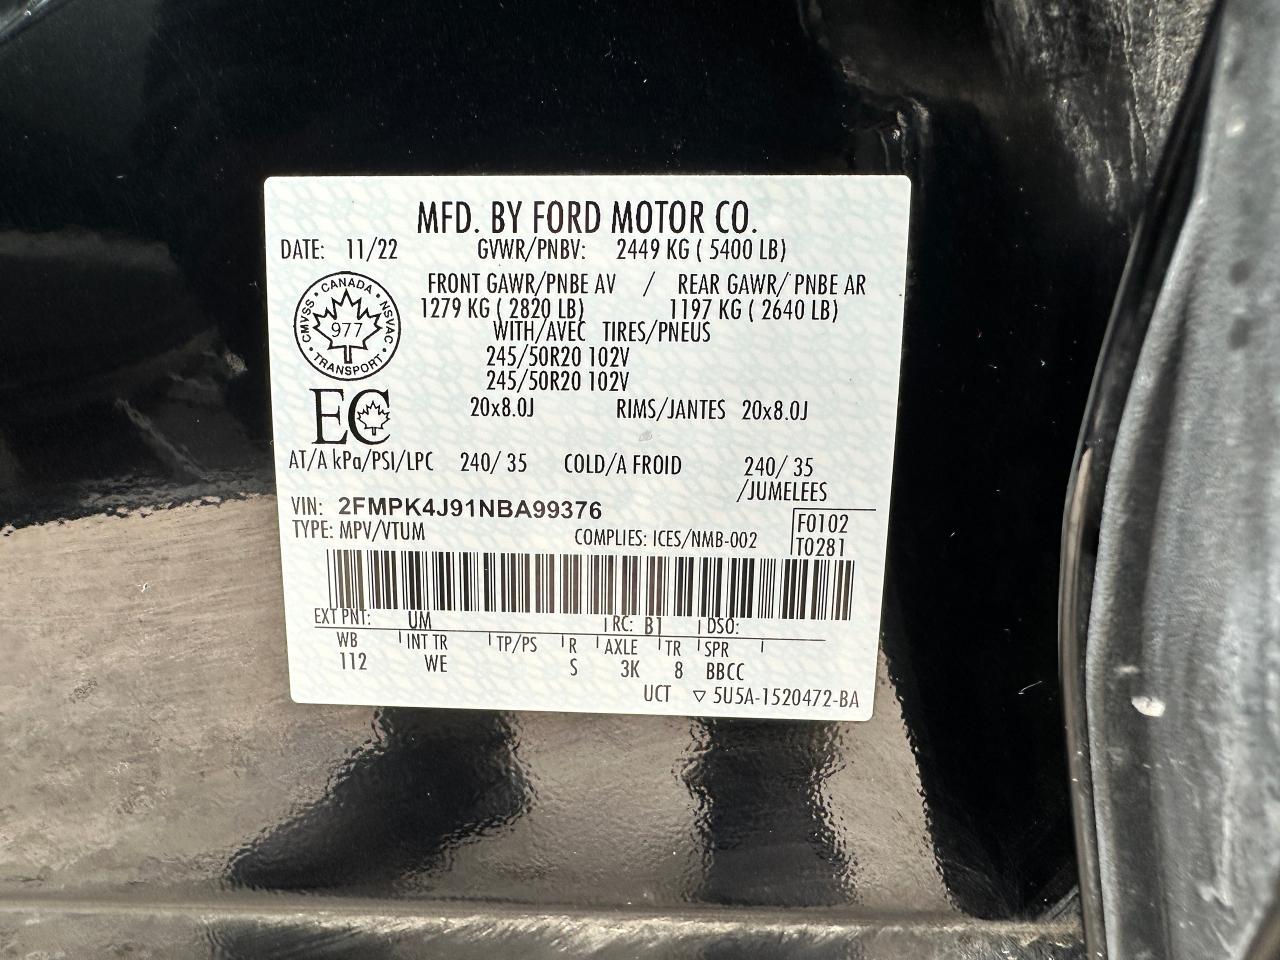 MFD. BY FORD MOTOR CO.
DATE: 11/22 GVWR/PNBV: 2449 KG ( 5400 LB)
FRONT GAWR/PNBE AV / REAR GAWR/ PNBE AR
1279 KG ( 2820 LB) 1197 KG ( 2640 LB)
WITH/AVEC TIRES/PNEUS
245/50R20 102V
245/50R20 102V
20x8.0J RIMS/JANTES 20x8.0J
CANADA
CMVSS • NSVAC
977
TRANSPORT
EC
AT/A kPa/PSI/LPC 240/ 35 COLD/A FROID 240/ 35
/JUMELEES
VIN: 2FMPK4J91NBA99376
F0102
TYPE: MPV/VTUM COMPLIES: ICES/NMB-002
T0281
EXT PNT: UM RC: B1 DSO:
WB INT TR TP/PS R AXLE TR SPR
112 WE S 3K 8 BBCC
UCT ▽ 5U5A-1520472-BA